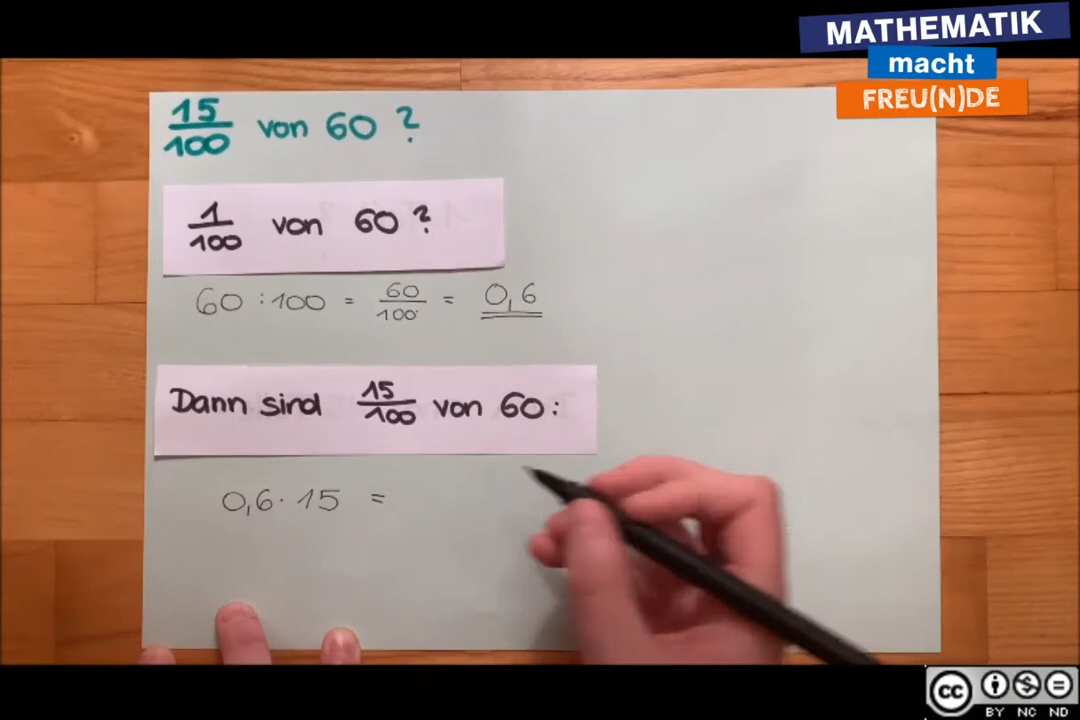 MATHEMATIK
macht
FREU(N)DE
15/100 von 60 ?
1/100 von 60 ?
60 : 100 = 60/100 = 0,6
Dann sind 15/100 von 60 :
0,6 · 15 =
cc
BY NC ND